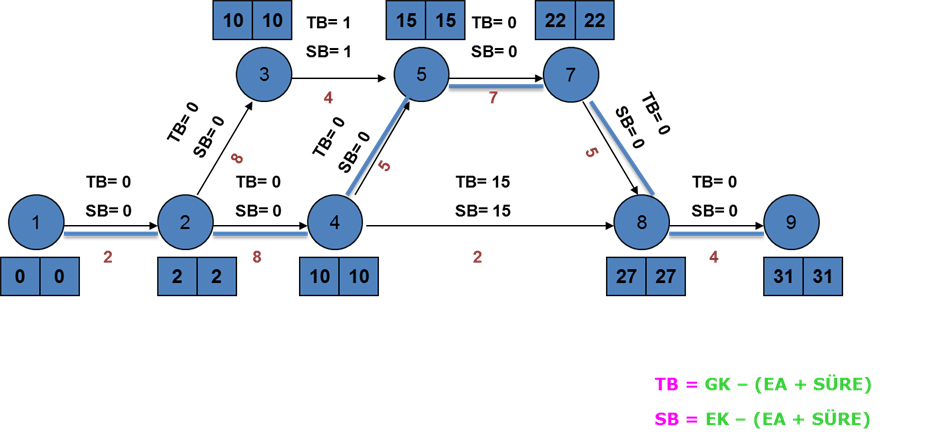 10 10
TB= 1
SB= 1
15 15
TB= 0
SB= 0
22 22
3
5
7
4
7
TB= 0
SB= 0
8
TB= 0
SB= 0
5
TB= 0
SB= 0
5
TB= 0
SB= 0
TB= 0
SB= 0
TB= 15
SB= 15
TB= 0
SB= 0
1
2
4
8
9
2
8
2
4
0 0
2 2
10 10
27 27
31 31
TB = GK – (EA + SÜRE)
SB = EK – (EA + SÜRE)